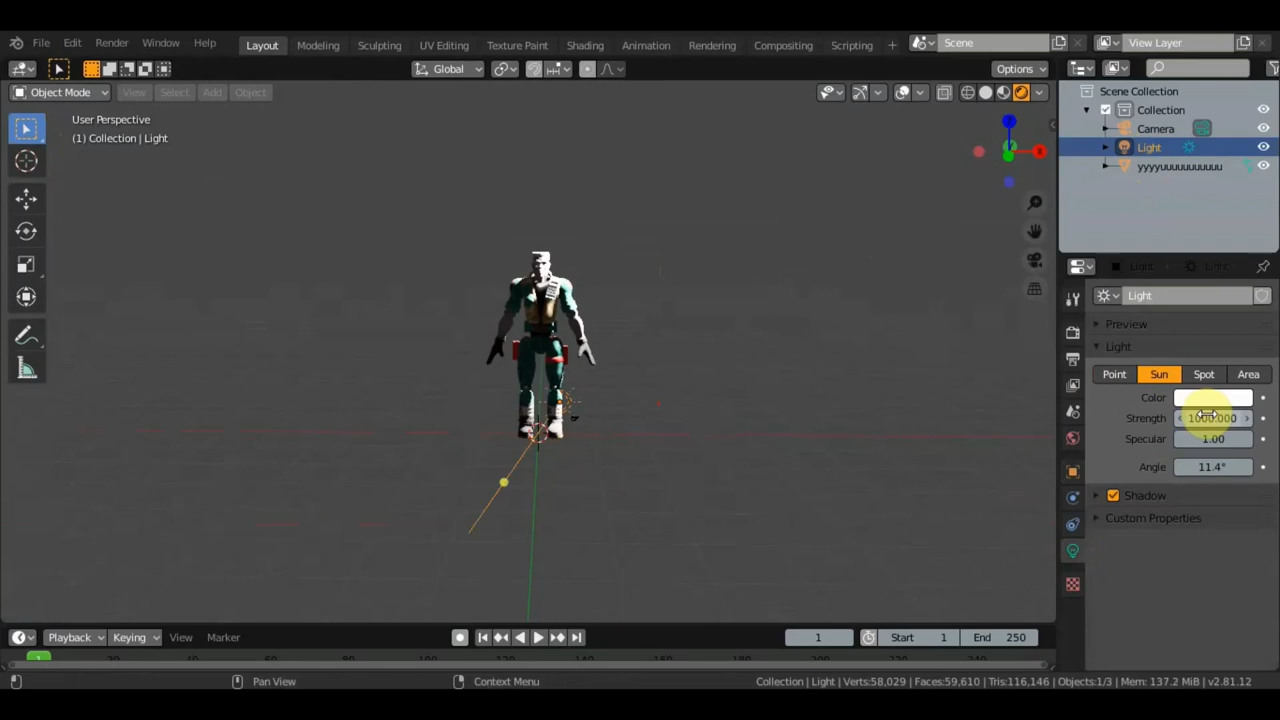 File Edit Render Window Help Layout Modeling Sculpting UV Editing Texture Paint Shading Animation Rendering Compositing Scripting + Scene View Layer
Global Options
Object Mode View Select Add Object
User Perspective
(1) Collection | Light
Scene Collection
Collection
Camera
Light
yyyyuuuuuuuuuuu
Light Light
Light
Preview
Light
Point Sun Spot Area
Color
Strength 1000.000
Specular 1.00
Angle 11.4°
Shadow
Custom Properties
Playback Keying View Marker 1 Start 1 End 250
1
Pan View Context Menu Collection | Light | Verts:58,029 | Faces:59,610 | Tris:116,146 | Objects:1/3 | Mem: 137.2 MiB | v2.81.12